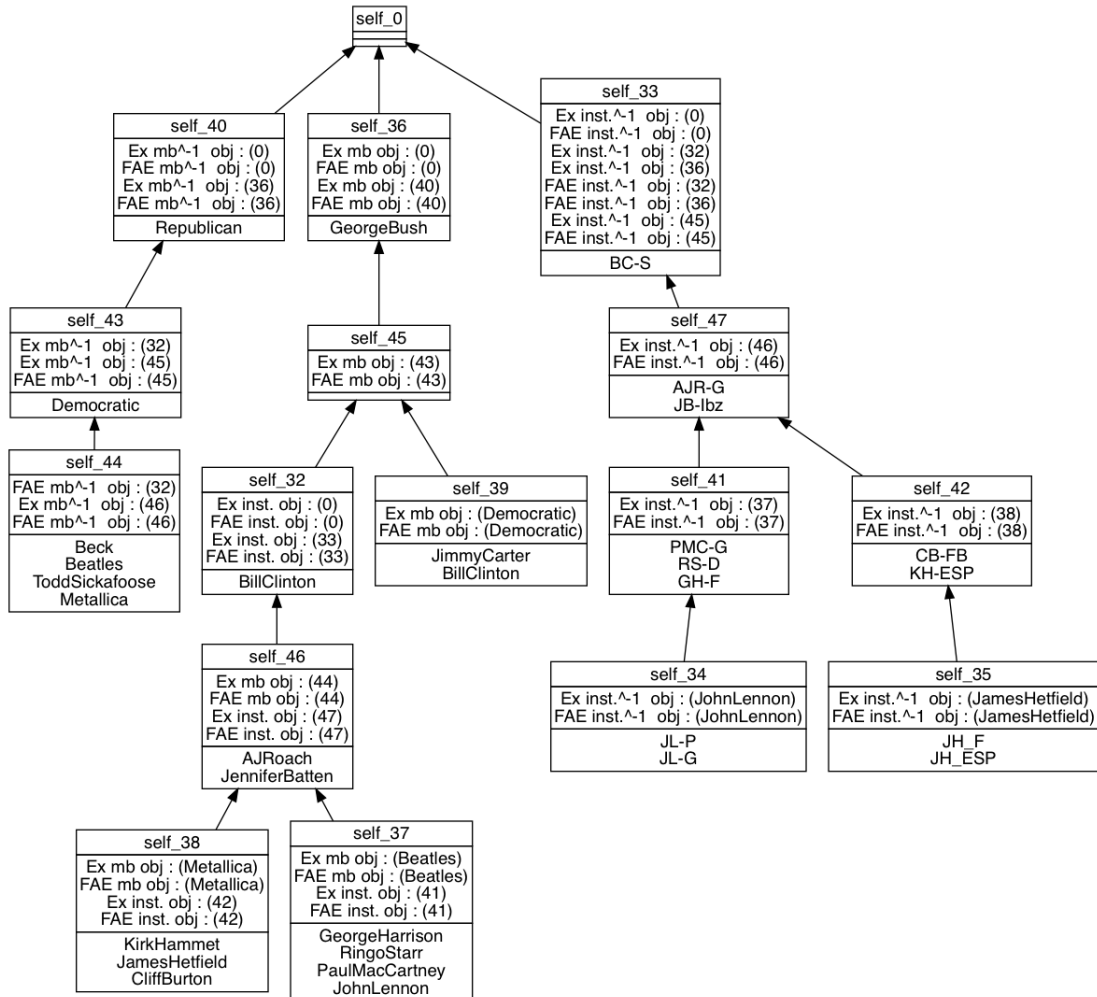 self_0
self_33
Ex inst.^-1 obj : (0)
FAE inst.^-1 obj : (0)
Ex inst.^-1 obj : (32)
Ex inst.^-1 obj : (36)
FAE inst.^-1 obj : (32)
FAE inst.^-1 obj : (36)
Ex inst.^-1 obj : (45)
FAE inst.^-1 obj : (45)
BC-S
self_40
Ex mb^-1 obj : (0)
FAE mb^-1 obj : (0)
Ex mb^-1 obj : (36)
FAE mb^-1 obj : (36)
Republican
self_36
Ex mb obj : (0)
FAE mb obj : (0)
Ex mb obj : (40)
FAE mb obj : (40)
GeorgeBush
self_43
Ex mb^-1 obj : (32)
Ex mb^-1 obj : (45)
FAE mb^-1 obj : (45)
Democratic
self_45
Ex mb obj : (43)
FAE mb obj : (43)
self_47
Ex inst.^-1 obj : (46)
FAE inst.^-1 obj : (46)
AJR-G
JB-Ibz
self_44
FAE mb^-1 obj : (32)
Ex mb^-1 obj : (46)
FAE mb^-1 obj : (46)
Beck
Beatles
ToddSickafoose
Metallica
self_32
Ex inst. obj : (0)
FAE inst. obj : (0)
Ex inst. obj : (33)
FAE inst. obj : (33)
BillClinton
self_39
Ex mb obj : (Democratic)
FAE mb obj : (Democratic)
JimmyCarter
BillClinton
self_41
Ex inst.^-1 obj : (37)
FAE inst.^-1 obj : (37)
PMC-G
RS-D
GH-F
self_42
Ex inst.^-1 obj : (38)
FAE inst.^-1 obj : (38)
CB-FB
KH-ESP
self_46
Ex mb obj : (44)
FAE mb obj : (44)
Ex inst. obj : (47)
FAE inst. obj : (47)
AJRoach
JenniferBatten
self_34
Ex inst.^-1 obj : (JohnLennon)
FAE inst.^-1 obj : (JohnLennon)
JL-P
JL-G
self_35
Ex inst.^-1 obj : (JamesHetfield)
FAE inst.^-1 obj : (JamesHetfield)
JH_F
JH_ESP
self_38
Ex mb obj : (Metallica)
FAE mb obj : (Metallica)
Ex inst. obj : (42)
FAE inst. obj : (42)
KirkHammet
JamesHetfield
CliffBurton
self_37
Ex mb obj : (Beatles)
FAE mb obj : (Beatles)
Ex inst. obj : (41)
FAE inst. obj : (41)
GeorgeHarrison
RingoStarr
PaulMacCartney
JohnLennon